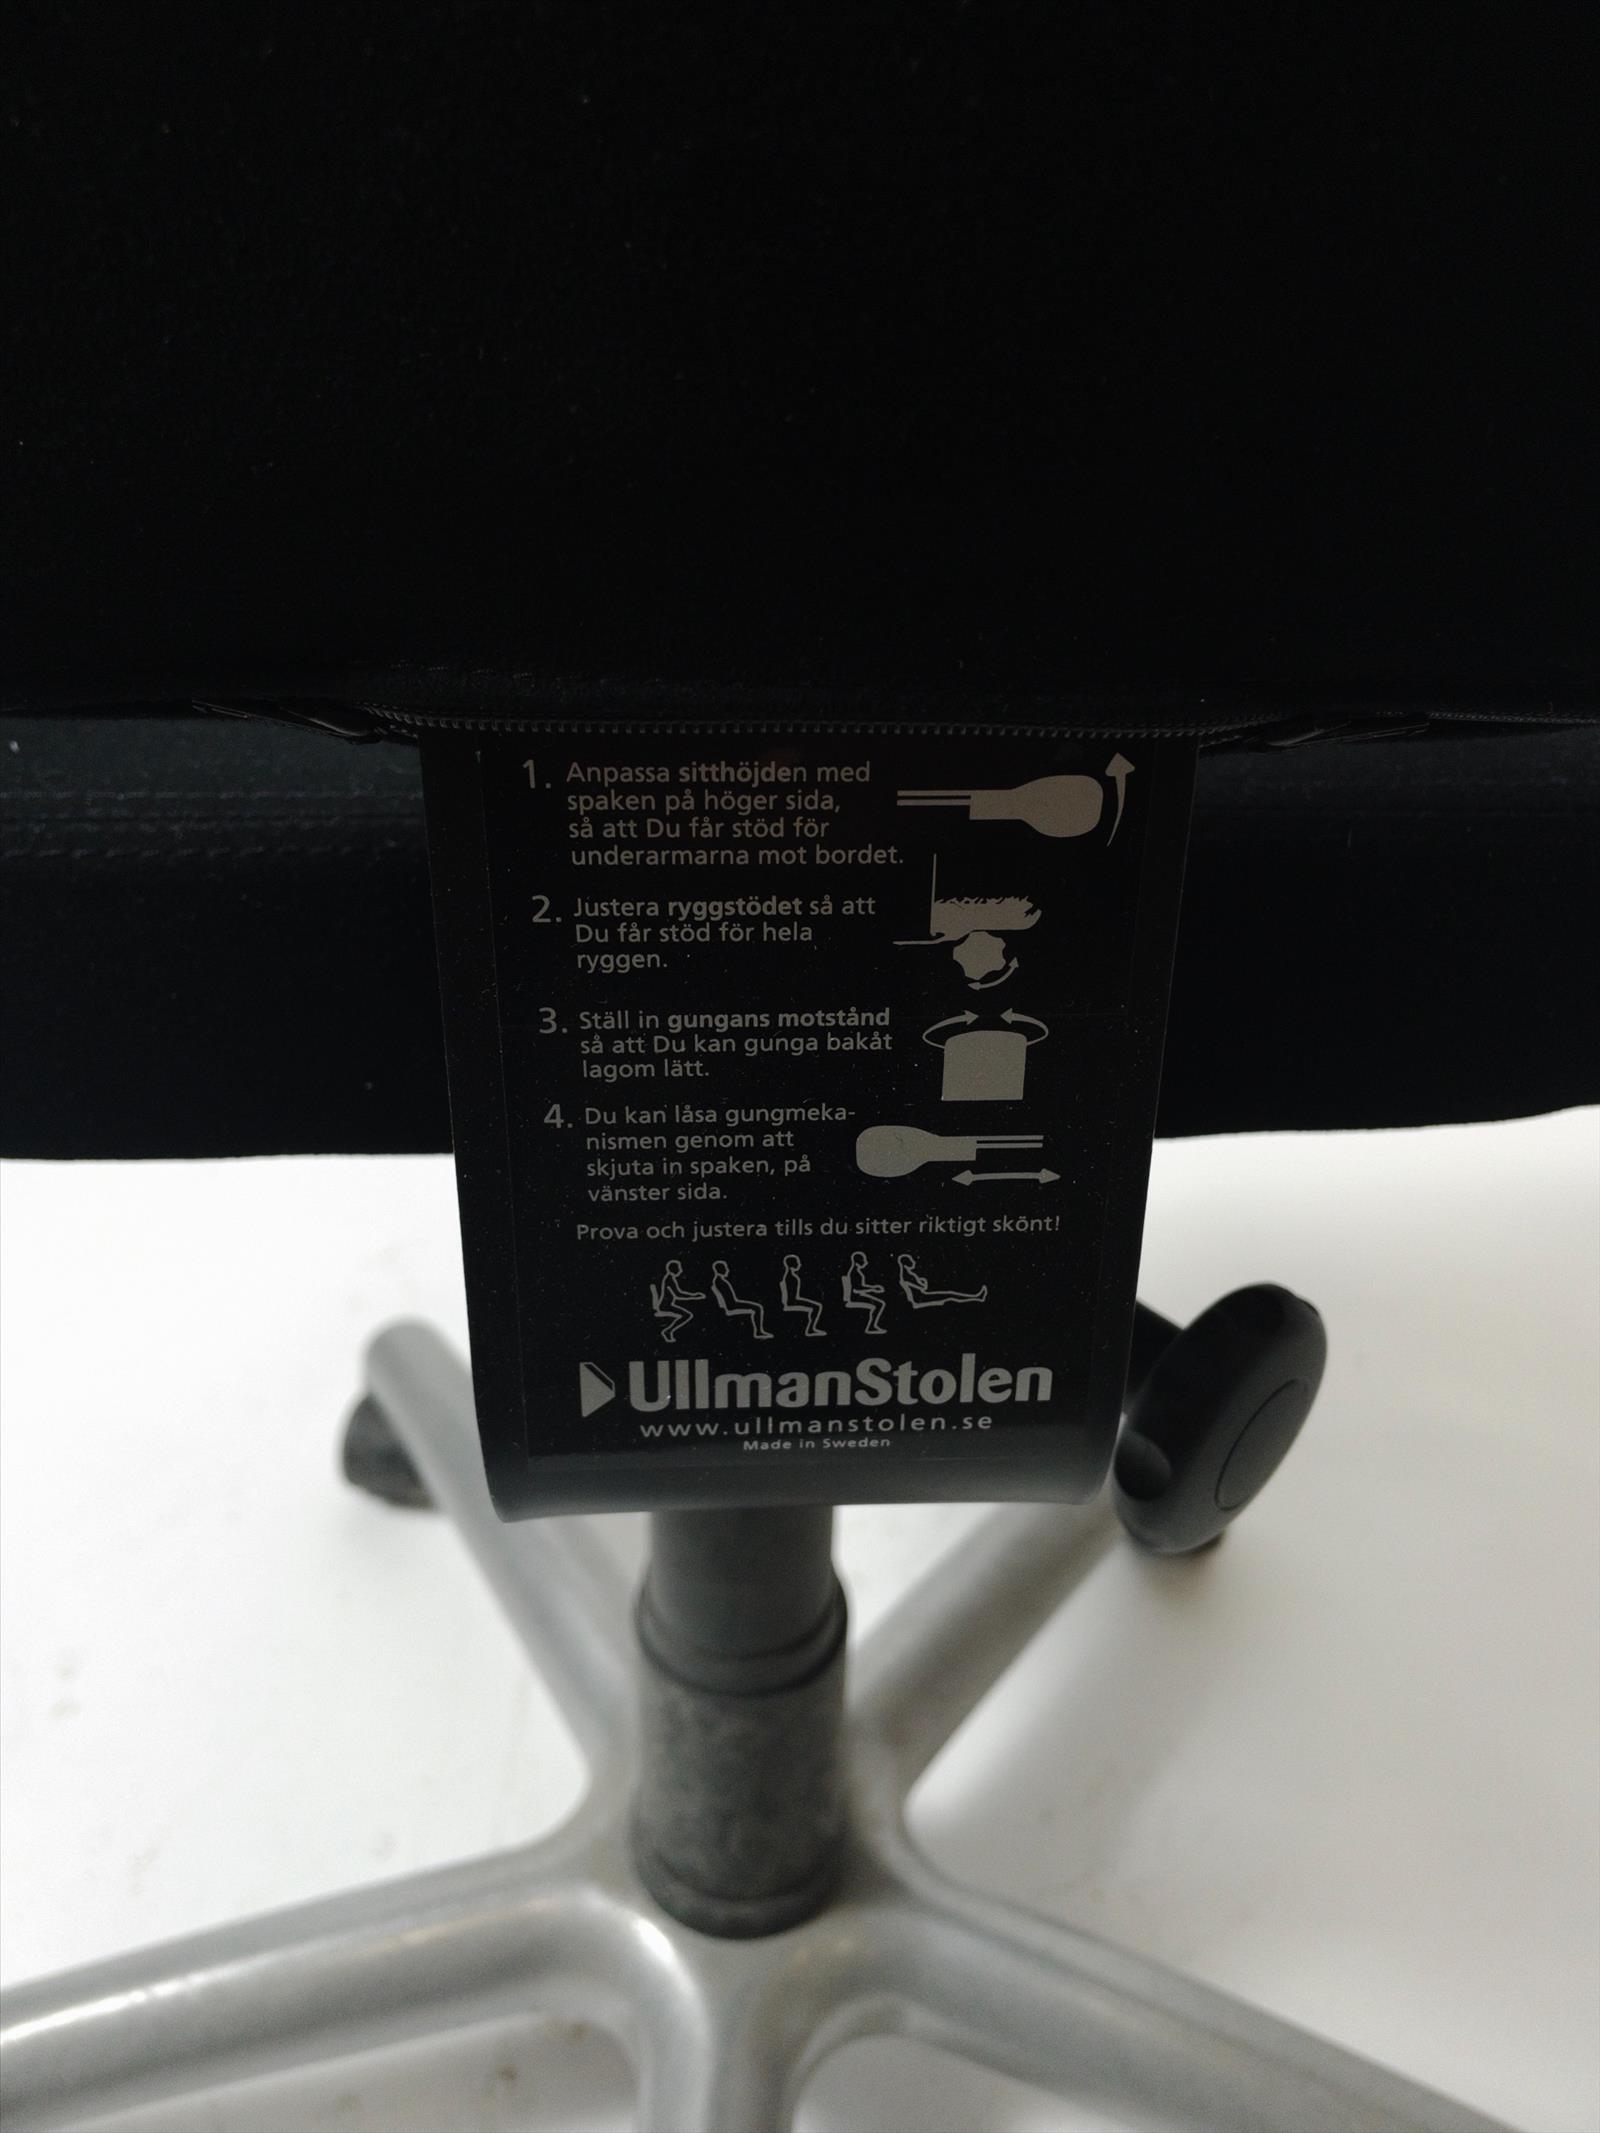 1. Anpassa sitthöjden med
spaken på höger sida,
så att Du får stöd för
underarmarna mot bordet.
2. Justera ryggstödet så att
Du får stöd för hela
ryggen.
3. Ställ in gungans motstånd
så att Du kan gunga bakåt
lagom lätt.
4. Du kan låsa gungmeka-
nismen genom att
skjuta in spaken, på
vänster sida.
Prova och justera tills du sitter riktigt skönt!
UllmanStolen
www.ullmanstolen.se
Made in Sweden